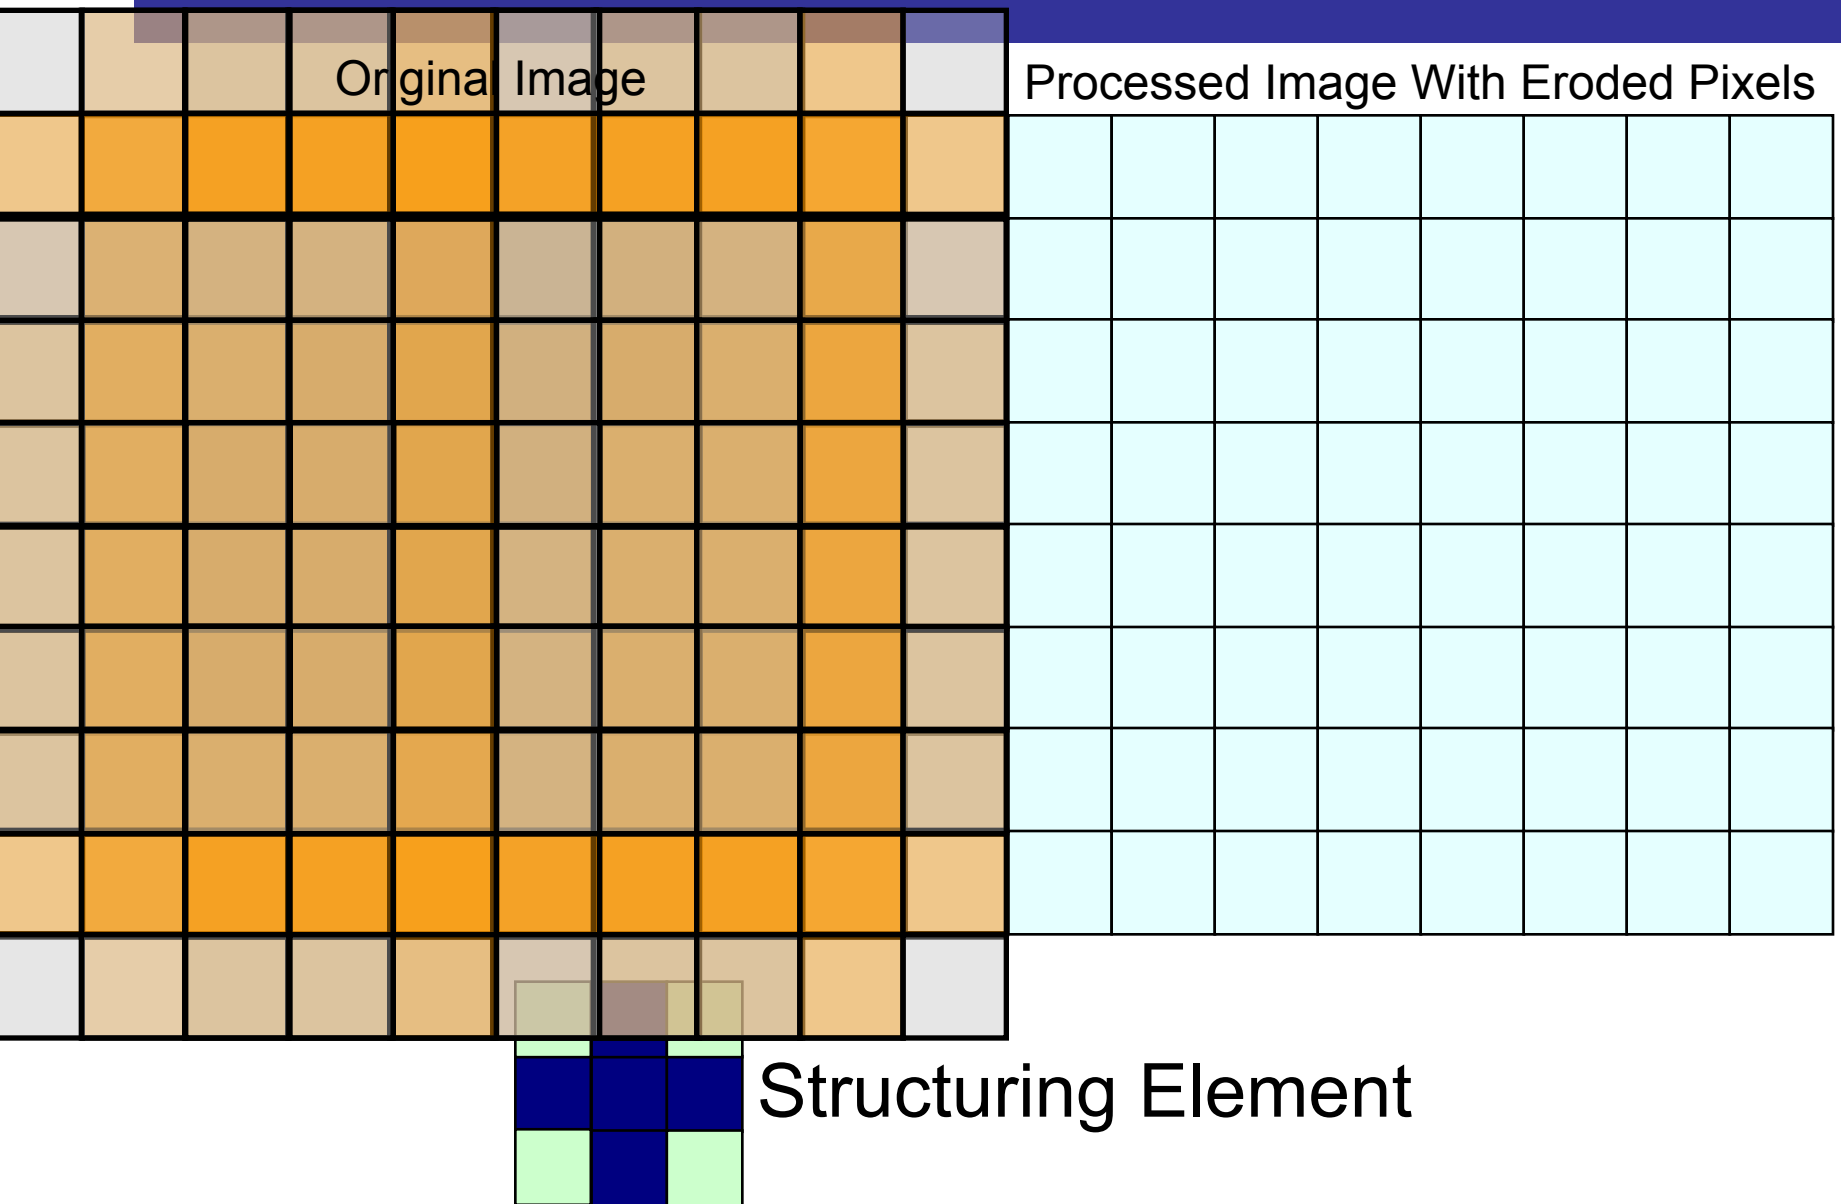 Original Image
Processed Image With Eroded Pixels
Structuring Element